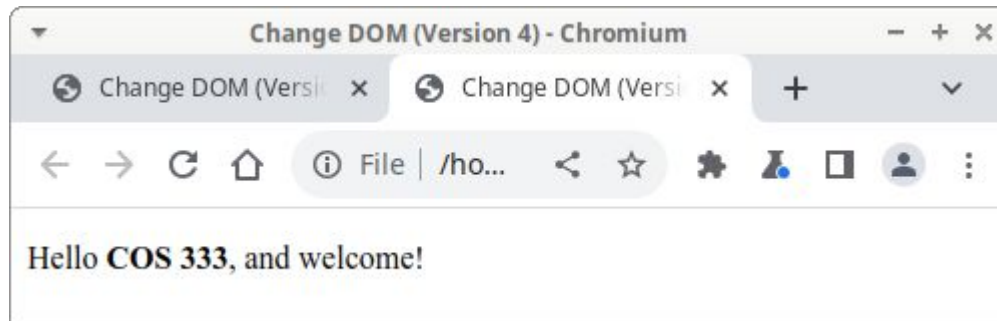 Change DOM (Version 4) - Chromium
Change DOM (Versi Change DOM (Versi
File /ho...
Hello COS 333, and welcome!